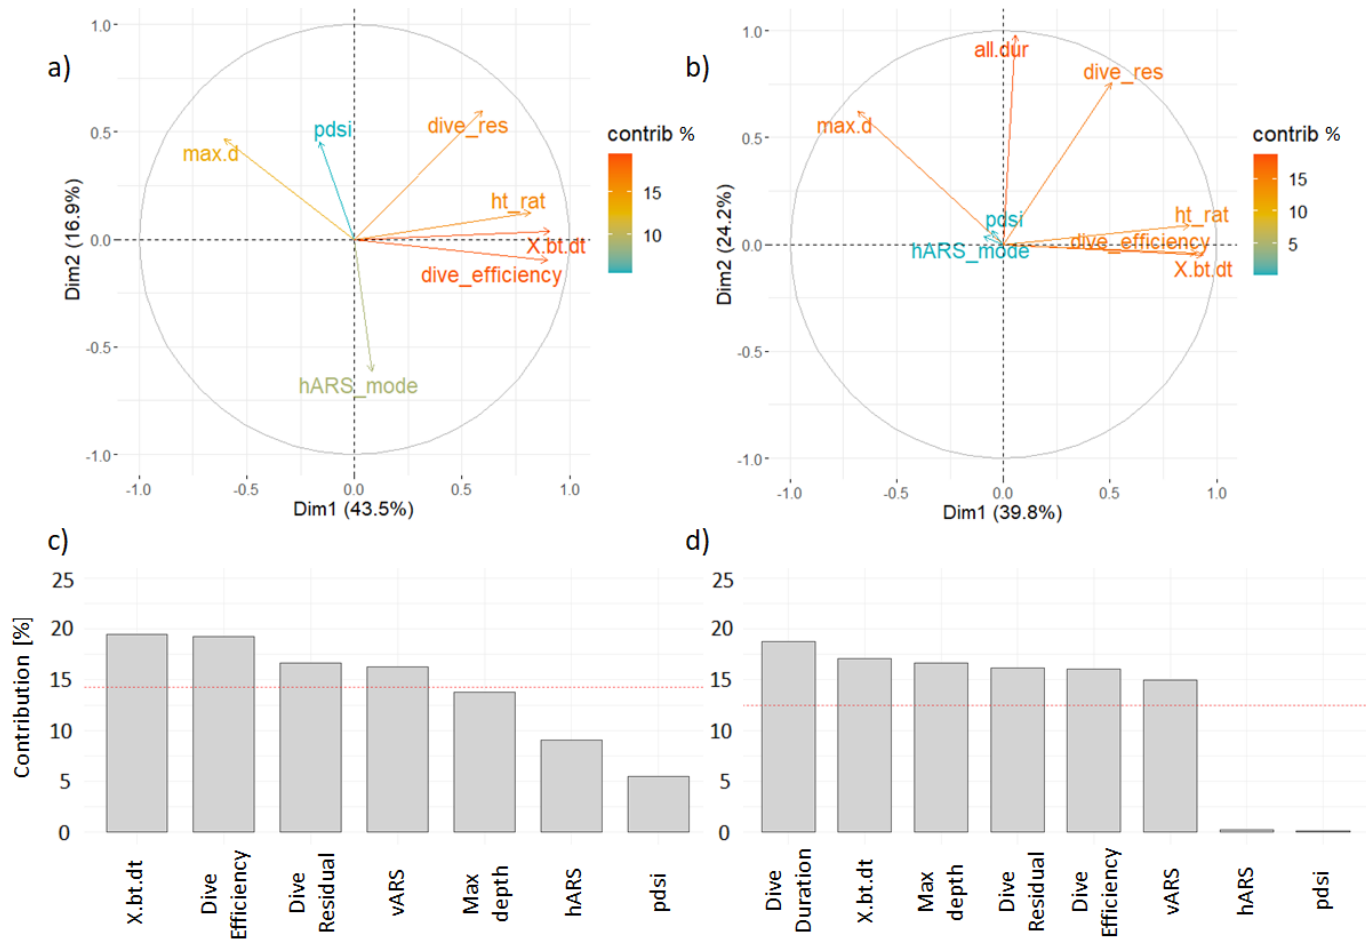 a)
1.0
0.5
0.0
-0.5
-1.0
-1.0
-0.5
0.0
0.5
1.0
Dim2 (16.9%)
Dim1 (43.5%)
max.d
pdsi
dive_res
ht_rat
X.bt.dt
dive_efficiency
hARS_mode
contrib %
15
10
b)
1.0
0.5
0.0
-0.5
-1.0
-1.0
-0.5
0.0
0.5
1.0
Dim2 (24.2%)
Dim1 (39.8%)
all.dur
dive_res
max.d
pdsi
ht_rat
dive_efficiency
hARS_mode
X.bt.dt
contrib %
15
10
5
c)
Contribution [%]
25
20
15
10
5
0
X.bt.dt
Dive
Efficiency
Dive
Residual
vARS
Max
depth
hARS
pdsi
d)
25
20
15
10
5
0
Dive
Duration
X.bt.dt
Max
depth
Dive
Residual
Dive
Efficiency
vARS
hARS
pdsi